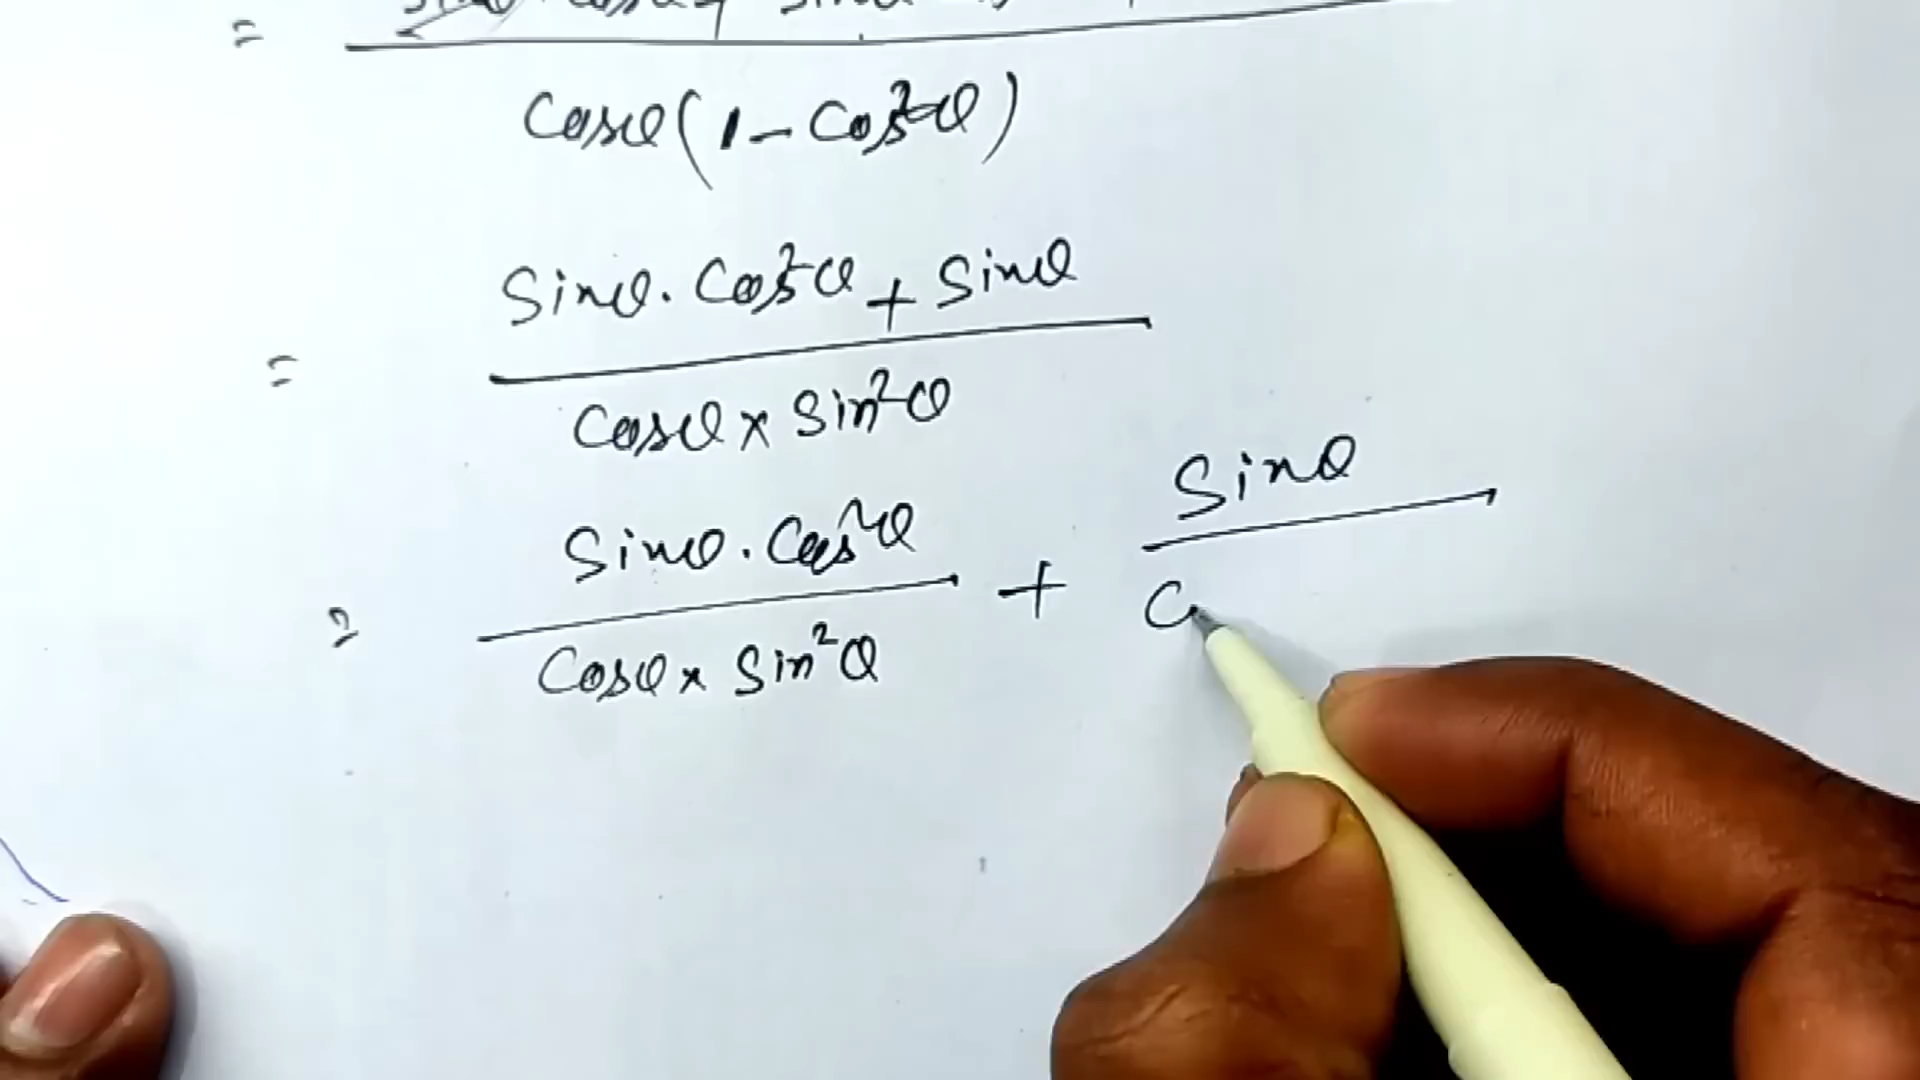 =
Cosθ(1 - Cos²θ)
Sinθ. Cos²θ + Sinθ
=
Cosθ x Sin²θ
Sinθ
Sinθ. Cos²θ
= +
C
Cosθ x Sin²θ